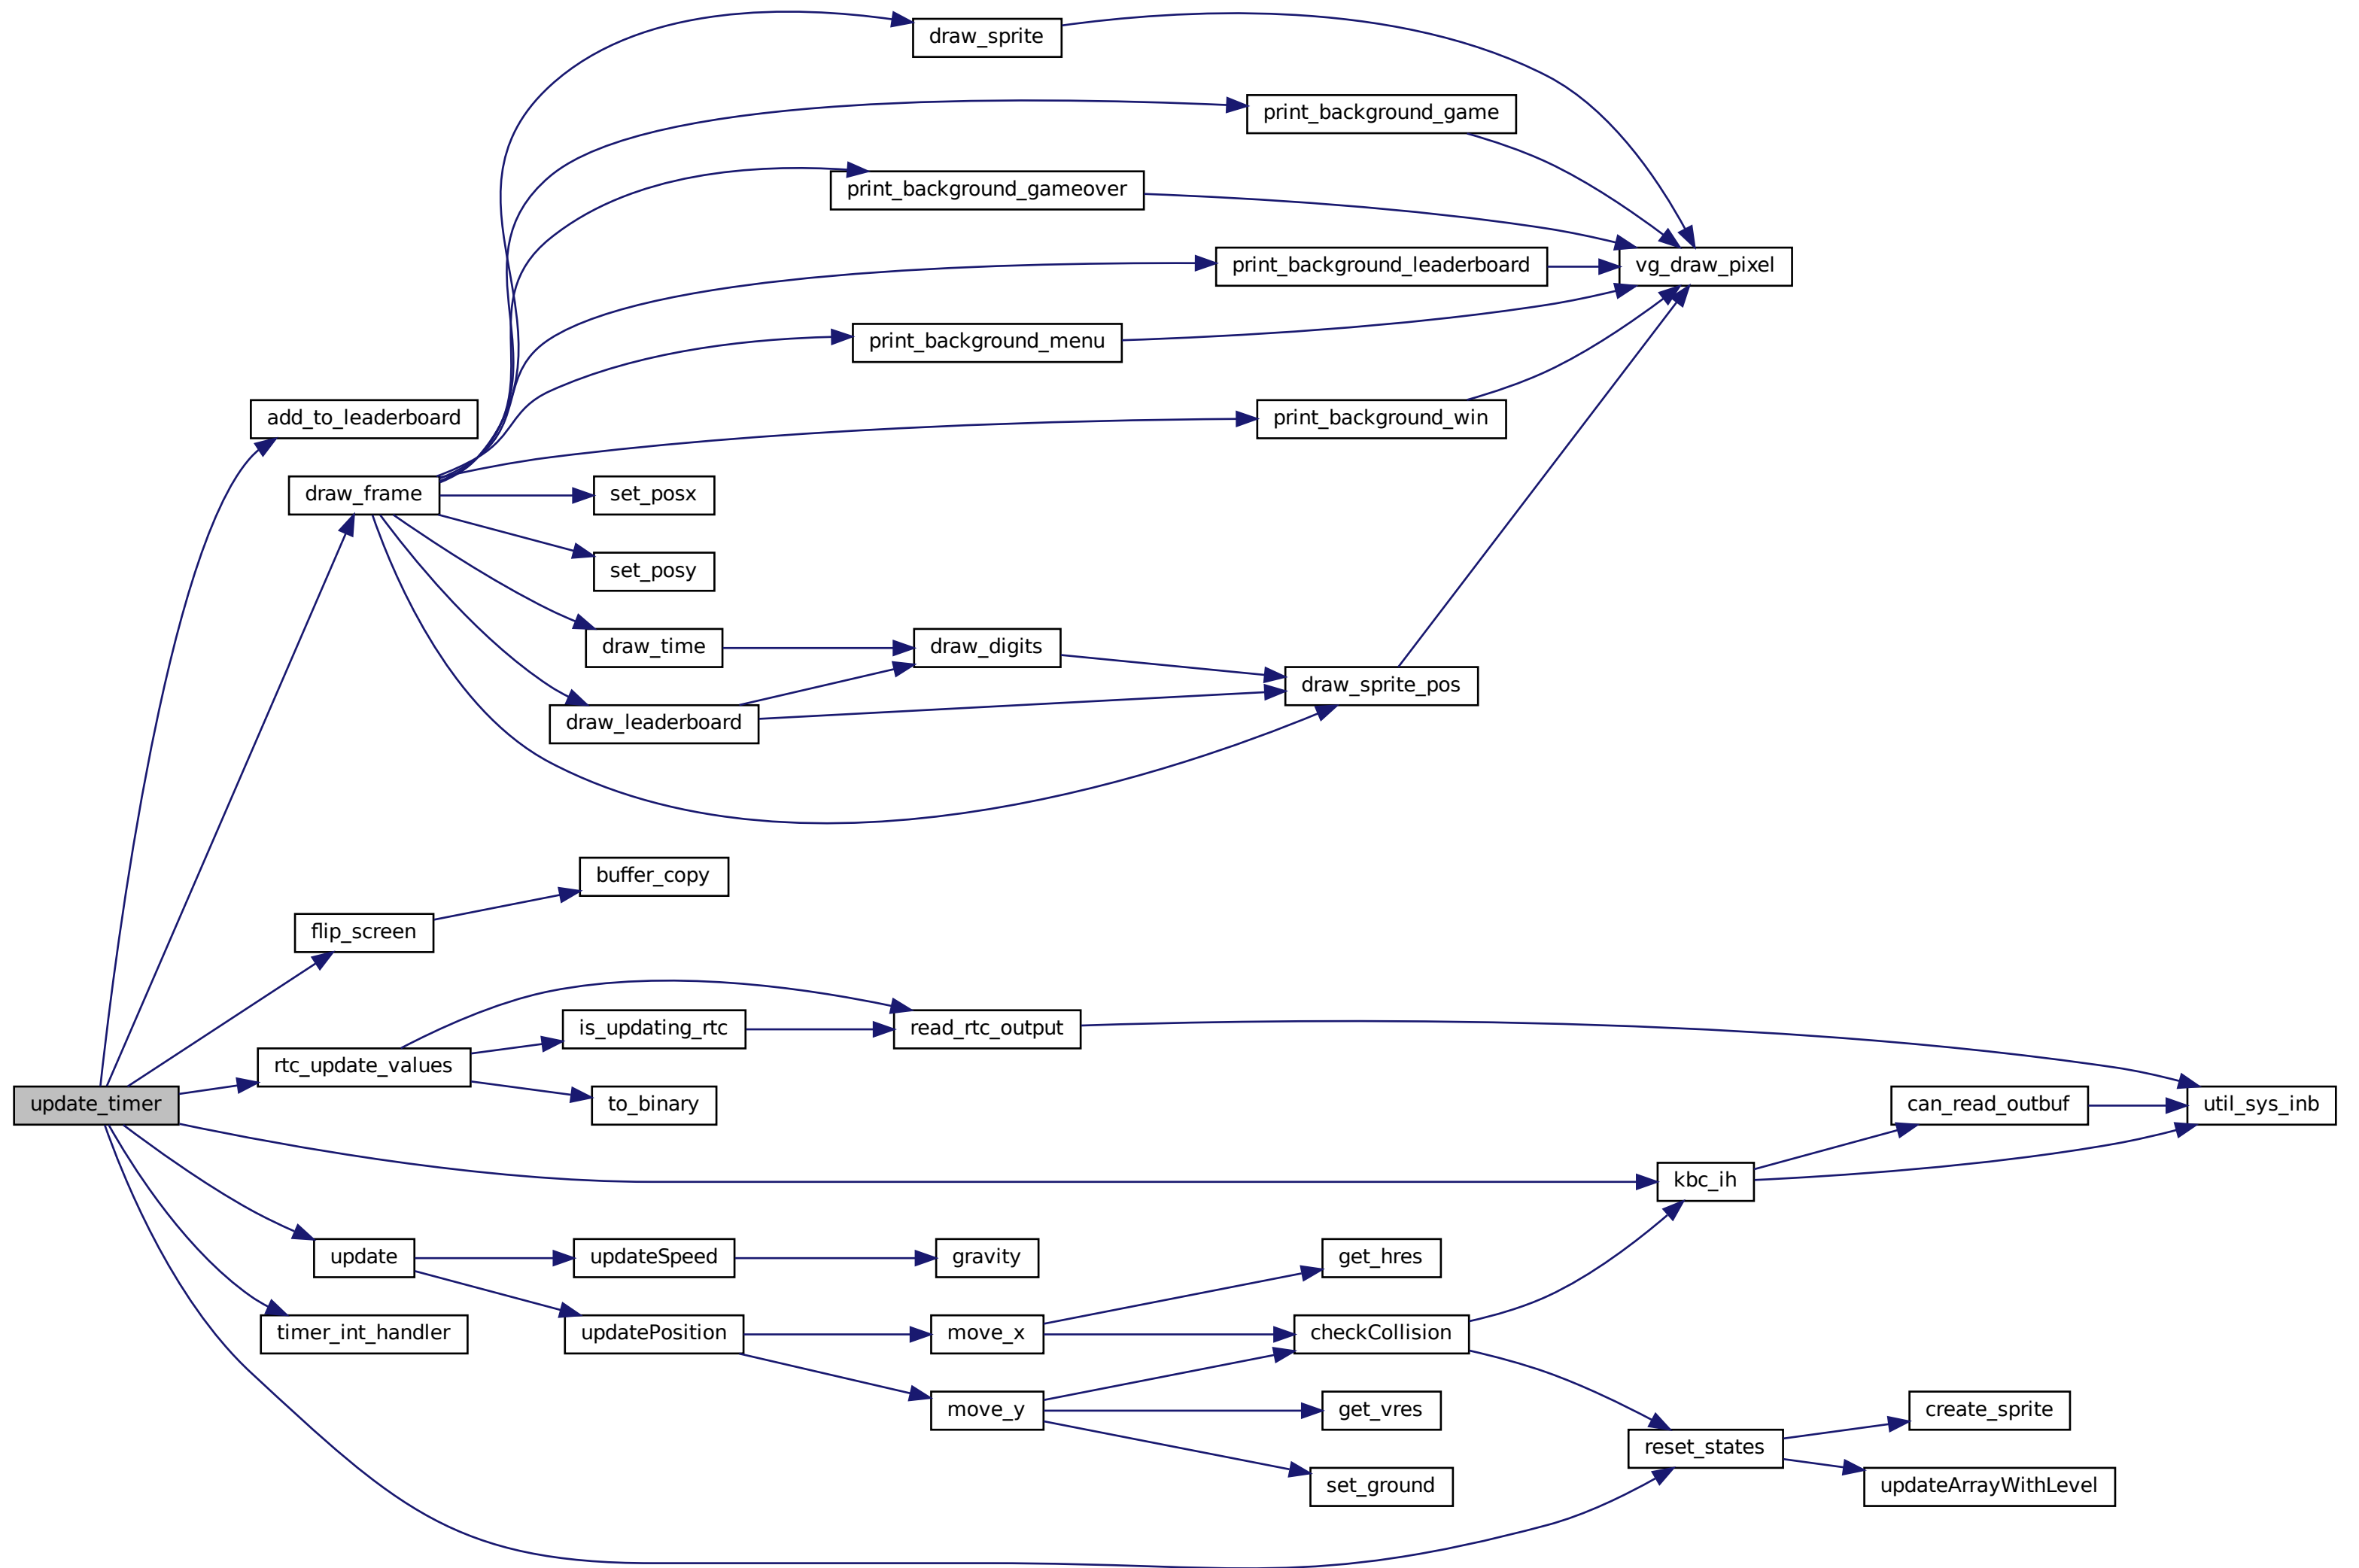 draw_sprite
print_background_game
print_background_gameover
print_background_leaderboard
vg_draw_pixel
print_background_menu
add_to_leaderboard
print_background_win
draw_frame
set_posx
set_posy
draw_time
draw_digits
draw_sprite_pos
draw_leaderboard
buffer_copy
flip_screen
is_updating_rtc
read_rtc_output
rtc_update_values
update_timer
to_binary
can_read_outbuf
util_sys_inb
kbc_ih
update
updateSpeed
gravity
get_hres
timer_int_handler
updatePosition
move_x
checkCollision
move_y
get_vres
create_sprite
reset_states
set_ground
updateArrayWithLevel